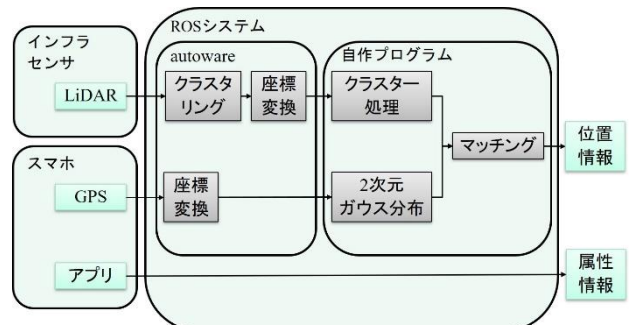 ROSシステム
インフラ
センサ
LiDAR
autoware
クラスタ
リング
座標
変換
自作プログラム
クラスター
処理
マッチング
位置
情報
スマホ
GPS
座標
変換
2次元
ガウス分布
アプリ
属性
情報